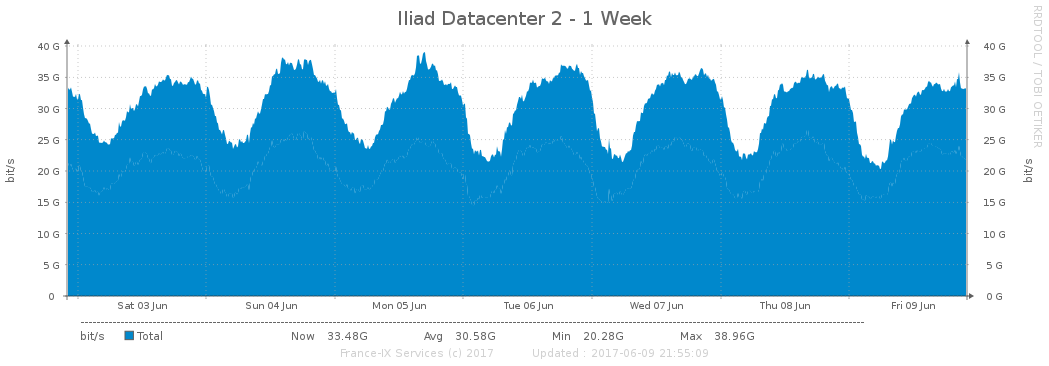 Iliad Datacenter 2 - 1 Week
RRDTOOL / TOBI OETIKER
40 G 40 G
35 G 35 G
30 G 30 G
25 G 25 G
20 G 20 G
15 G 15 G
10 G 10 G
5 G 5 G
0 0 G
bit/s bit/s
Sat 03 Jun Sun 04 Jun Mon 05 Jun Tue 06 Jun Wed 07 Jun Thu 08 Jun Fri 09 Jun
bit/s Total Now 33.48G Avg 30.58G Min 20.28G Max 38.96G
France-IX Services (c) 2017 Updated : 2017-06-09 21:55:09